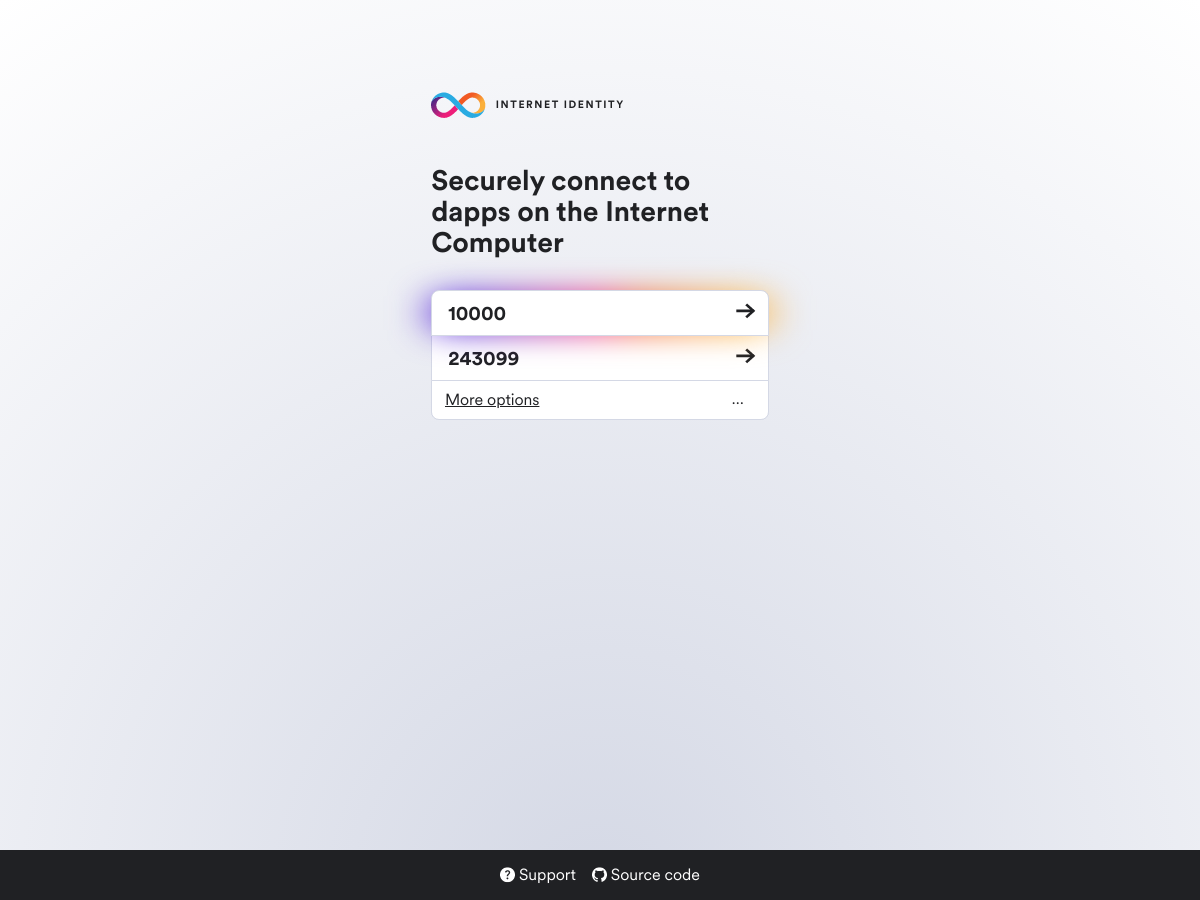 INTERNET IDENTITY
Securely connect to
dapps on the Internet
Computer
10000
243099
More options ...
Support Source code